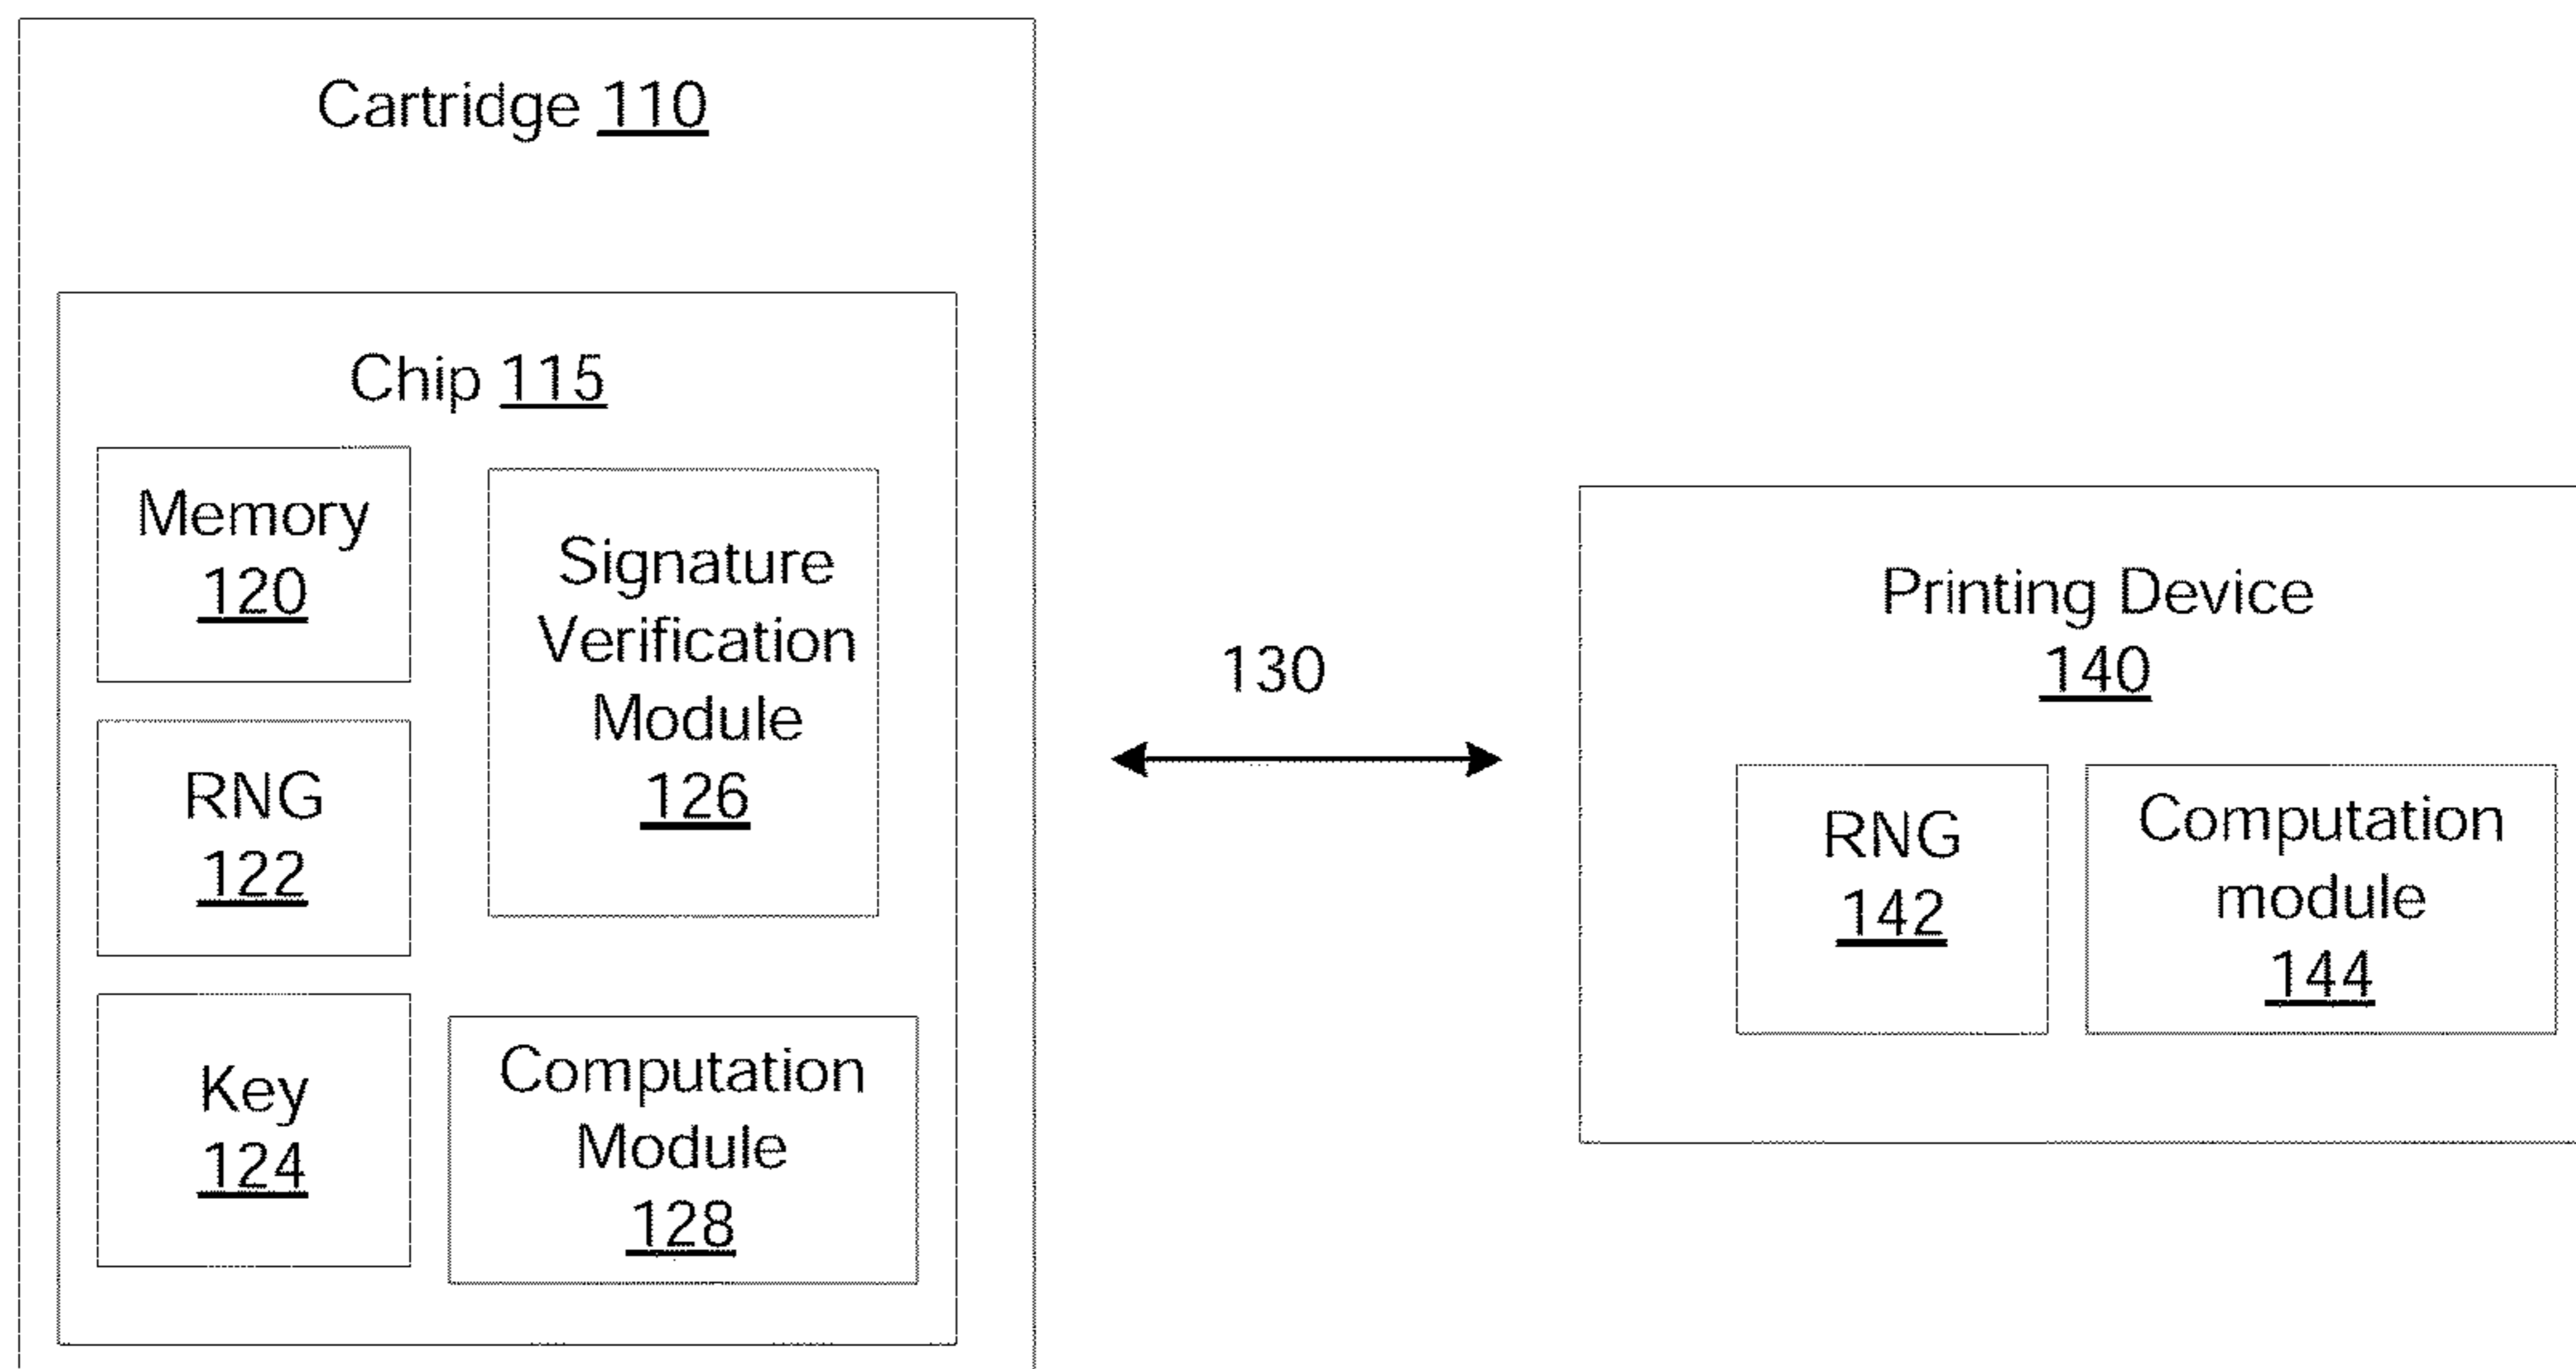 Cartridge 110
Chip 115
Memory
120
RNG
122
Key
124
Signature
Verification
Module
126
Computation
Module
128
130
Printing Device
140
RNG
142
Computation
module
144